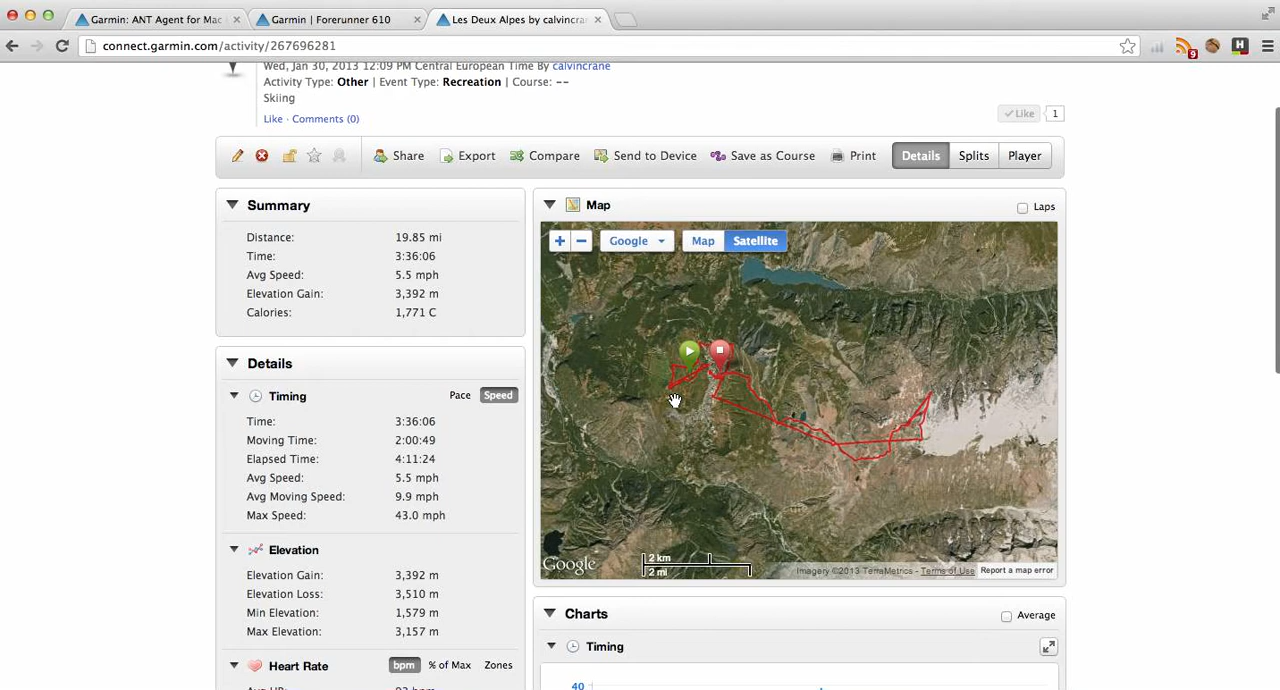 Garmin: ANT Agent for Mac
Garmin | Forerunner 610
Les Deux Alpes by calvincran
connect.garmin.com/activity/267696281
9
H
Wed, Jan 30, 2013 12:09 PM Central European Time By calvincrane
Activity Type: Other | Event Type: Recreation | Course: --
Skiing
Like · Comments (0)
Like 1
Share
Export
Compare
Send to Device
Save as Course
Print
Details
Splits
Player
Summary
Distance: 19.85 mi
Time: 3:36:06
Avg Speed: 5.5 mph
Elevation Gain: 3,392 m
Calories: 1,771 C
Details
Timing
Pace
Speed
Time: 3:36:06
Moving Time: 2:00:49
Elapsed Time: 4:11:24
Avg Speed: 5.5 mph
Avg Moving Speed: 9.9 mph
Max Speed: 43.0 mph
Elevation
Elevation Gain: 3,392 m
Elevation Loss: 3,510 m
Min Elevation: 1,579 m
Max Elevation: 3,157 m
Heart Rate
bpm
% of Max
Zones
Map
Laps
+
−
Google
Map
Satellite
2 km
2 mi
Google
Imagery ©2013 TerraMetrics - Terms of Use
Report a map error
Charts
Average
Timing
40